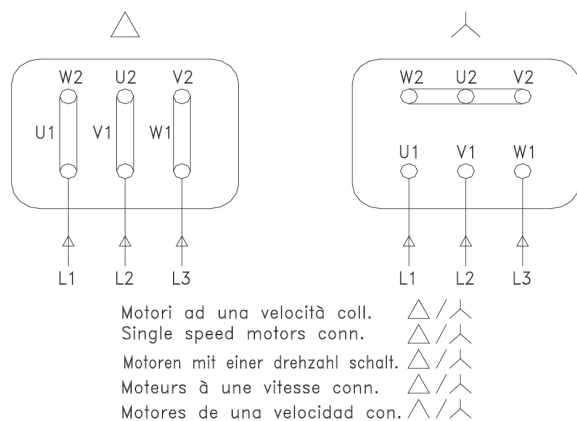 W2 U2 V2 W2 U2 V2
U1 V1 W1 U1 V1 W1
L1 L2 L3 L1 L2 L3
Motori ad una velocità coll. △/⅄
Single speed motors conn. △/⅄
Motoren mit einer drehzahl schalt. △/⅄
Moteurs à une vitesse conn. △/⅄
Motores de una velocidad con. △/⅄